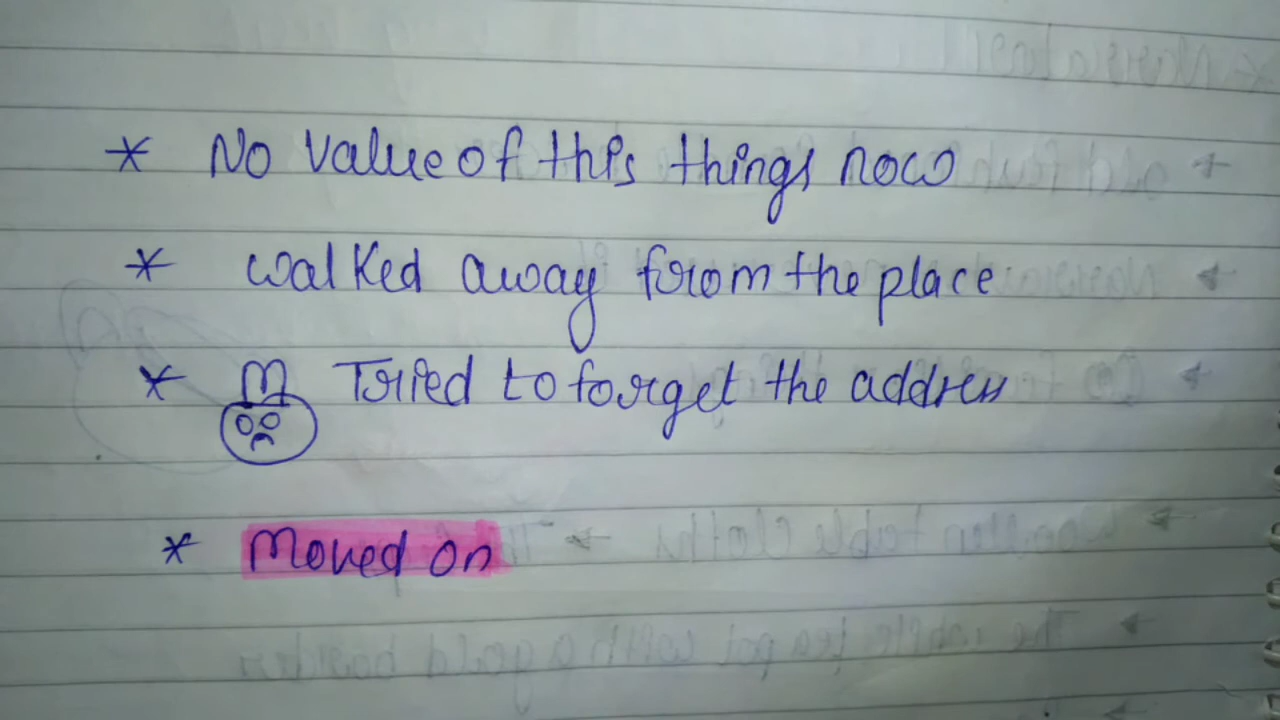 * No value of this things now
* walked away from the place
* Tried to forget the address
* Moved on